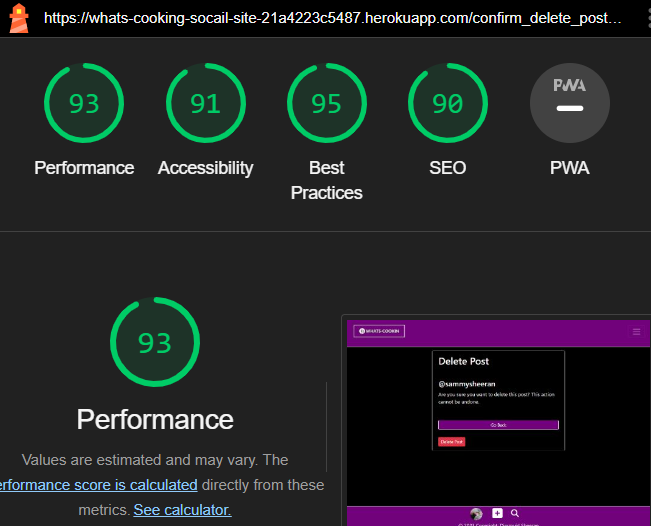 https://whats-cooking-socail-site-21a4223c5487.herokuapp.com/confirm_delete_post...
93
91
95
90
PWA
Performance
Accessibility
Best
Practices
SEO
PWA
93
Performance
Values are estimated and may vary. The
erformance score is calculated directly from these
metrics. See calculator.
WHATS-COOKIN
Delete Post
@sammysheeran
Are you sure you want to delete this post? This action
cannot be undone.
Go Back
Delete Post